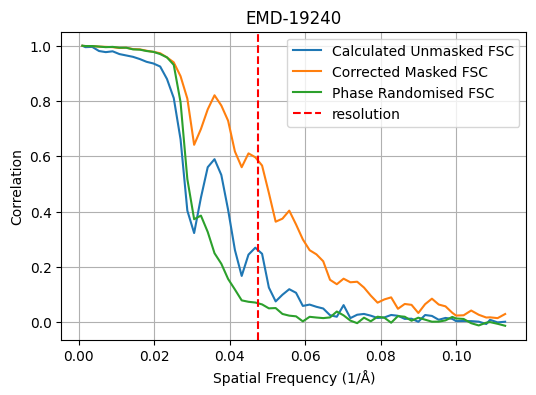 EMD-19240
Calculated Unmasked FSC
Corrected Masked FSC
Phase Randomised FSC
resolution
Correlation
1.0
0.8
0.6
0.4
0.2
0.0
0.00 0.02 0.04 0.06 0.08 0.10
Spatial Frequency (1/Å)